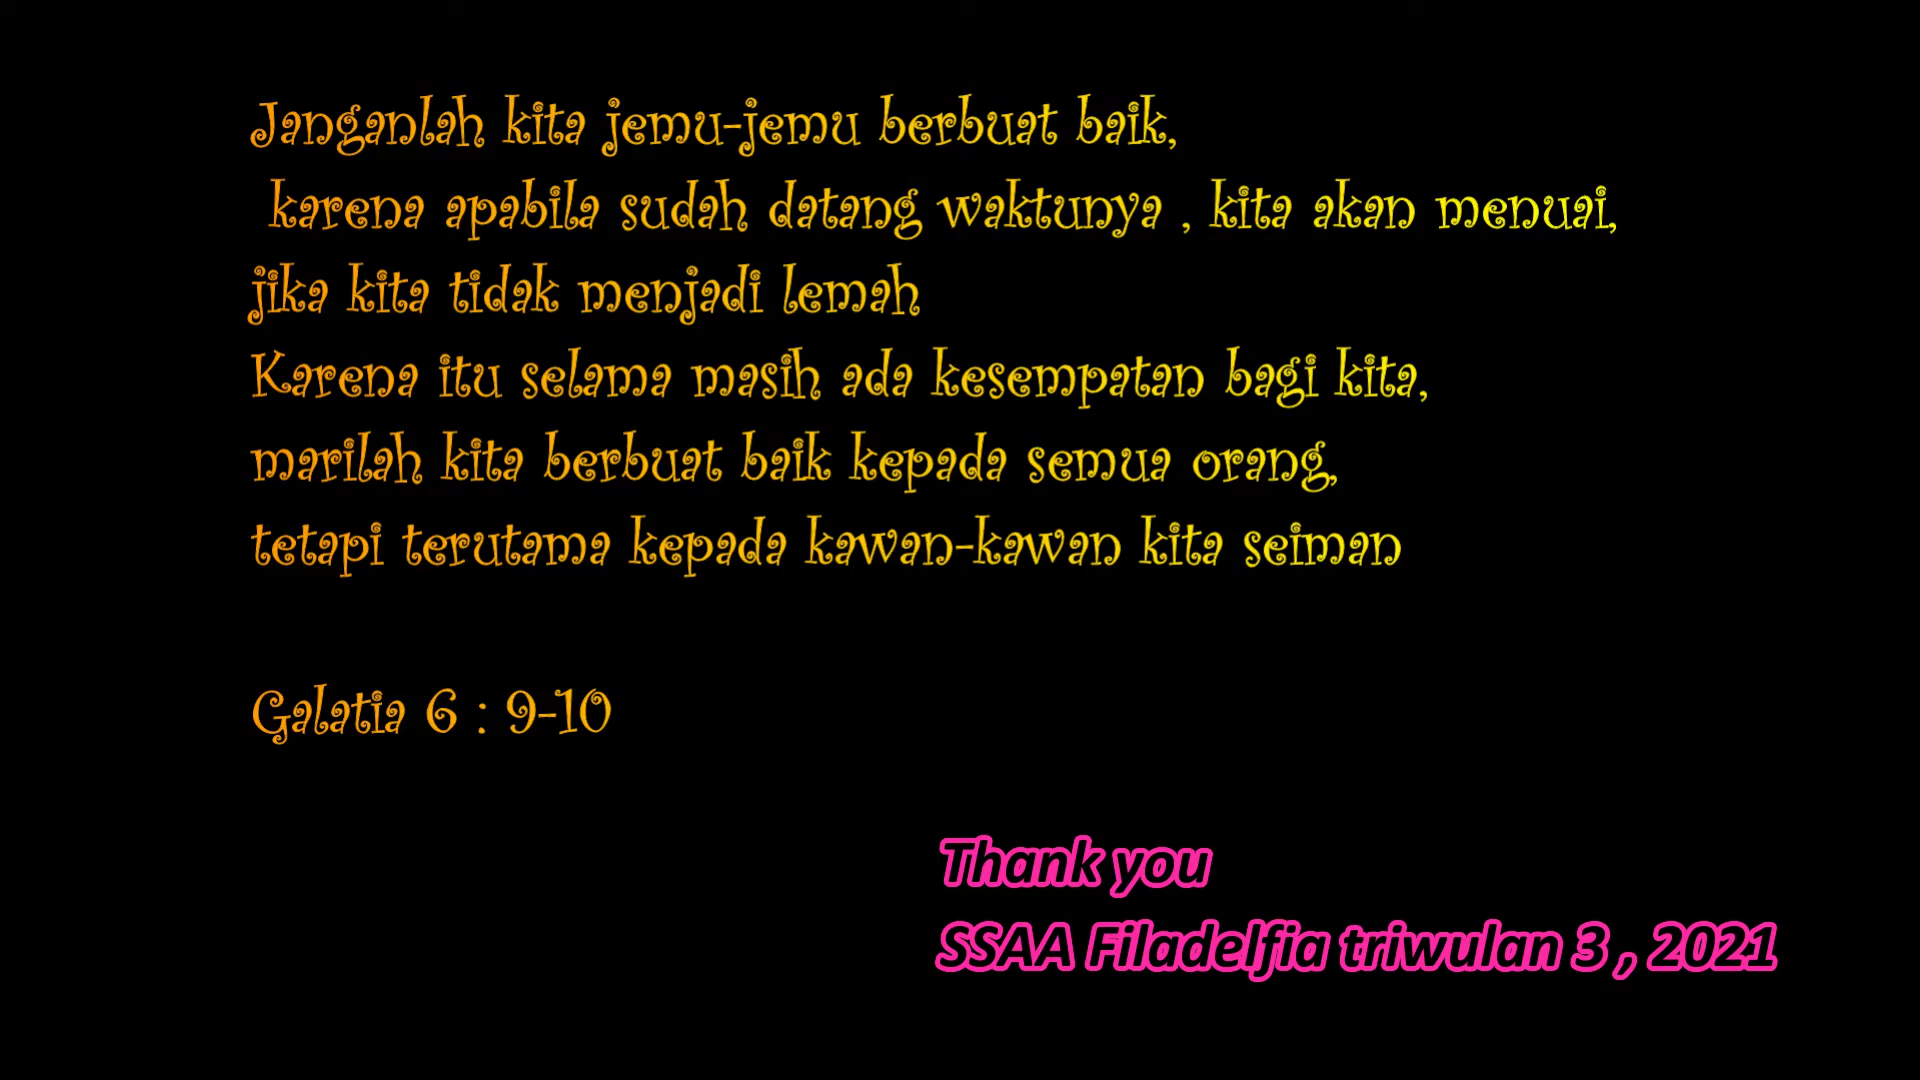 Janganlah kita jemu-jemu berbuat baik,
karena apabila sudah datang waktunya , kita akan menuai,
jika kita tidak menjadi lemah
Karena itu selama masih ada kesempatan bagi kita,
marilah kita berbuat baik kepada semua orang,
tetapi terutama kepada kawan-kawan kita seiman
Galatia 6 : 9-10
Thank you
SSAA Filadelfia triwulan 3 , 2021